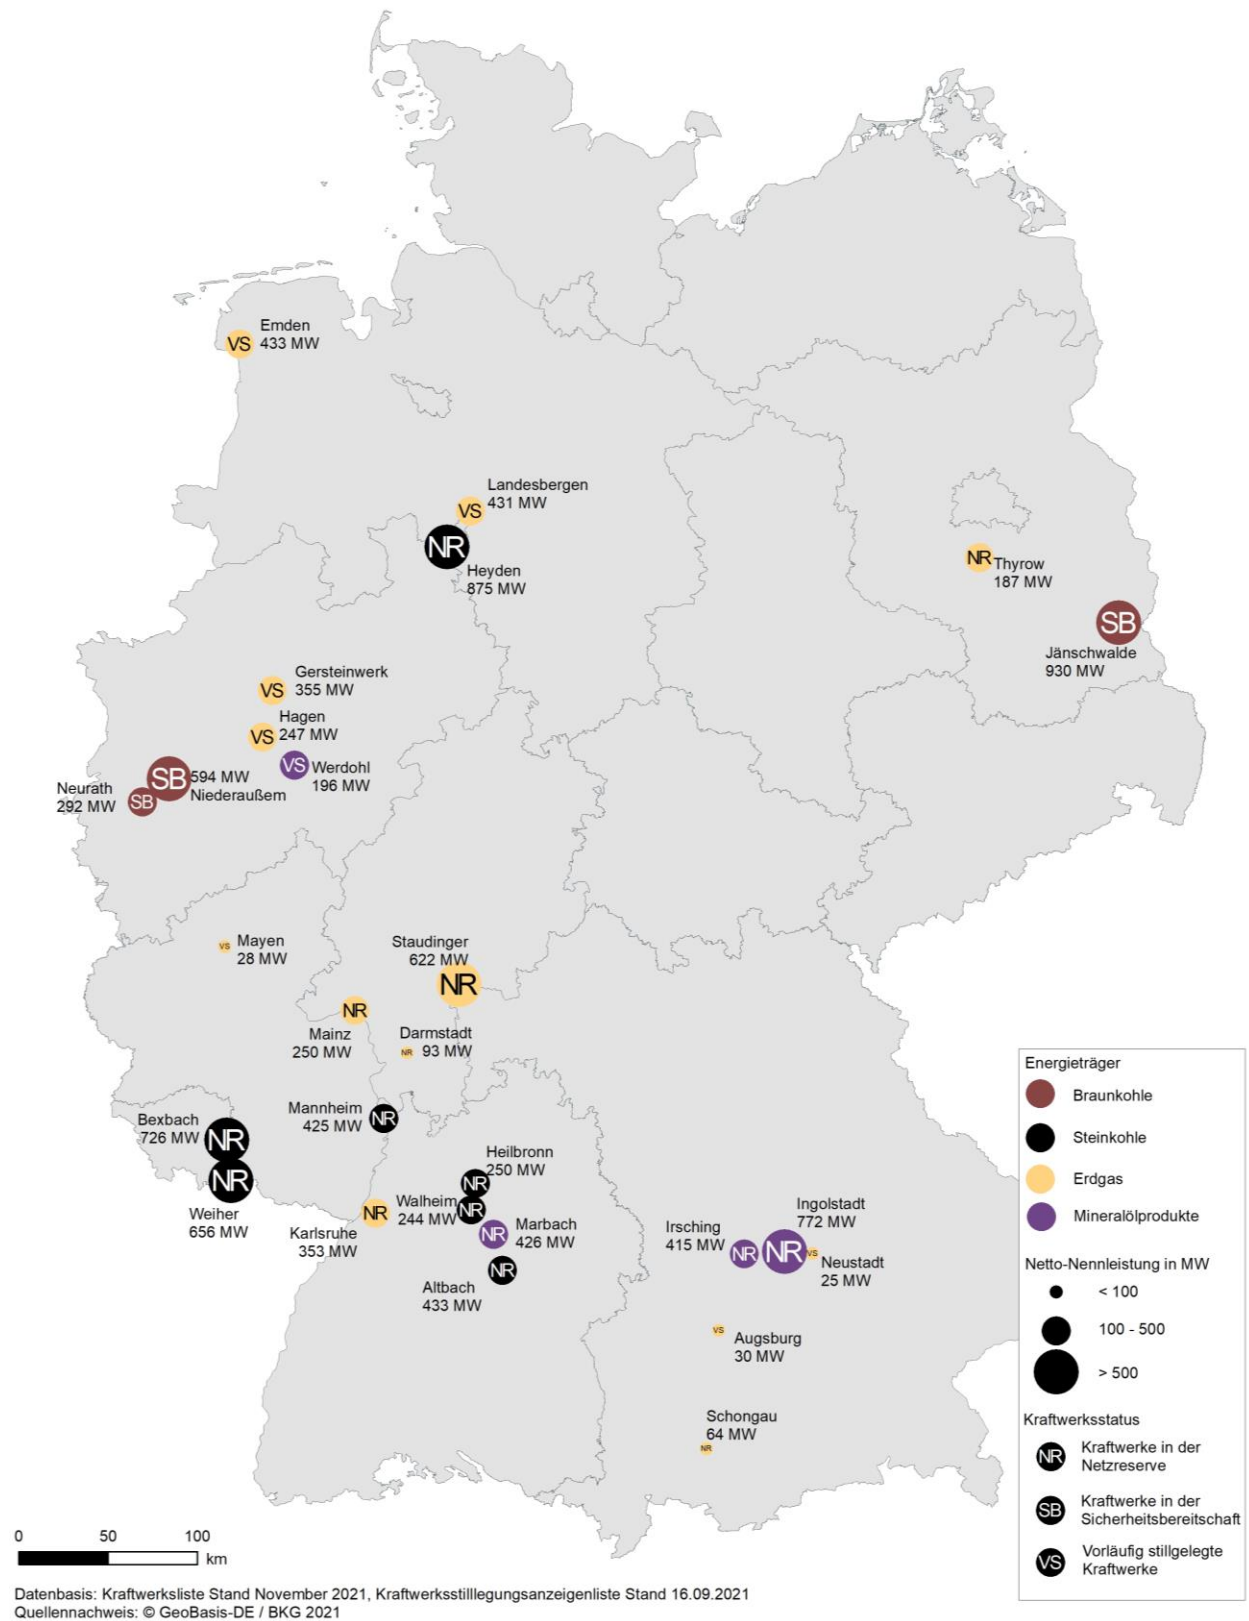 VS
Emden
433 MW
Landesbergen
431 MW
VS
NR
Heyden
875 MW
NR
Thyrow
187 MW
SB
Jänschwalde
930 MW
Gersteinwerk
355 MW
VS
Hagen
247 MW
VS
VS
Werdohl
196 MW
SB
594 MW
Niederaußem
Neurath
292 MW
SB
VS
Mayen
28 MW
Staudinger
622 MW
NR
NR
Mainz
250 MW
Darmstadt
NR
93 MW
Mannheim
425 MW
NR
Bexbach
726 MW
NR
NR
Weiher
656 MW
Heilbronn
250 MW
NR
Walheim
244 MW
NR
NR
Karlsruhe
353 MW
NR
Marbach
426 MW
NR
Altbach
433 MW
Ingolstadt
772 MW
Irsching
415 MW
NR
NR
VS
Neustadt
25 MW
VS
Augsburg
30 MW
Schongau
64 MW
NR
Energieträger
Braunkohle
Steinkohle
Erdgas
Mineralölprodukte
Netto-Nennleistung in MW
< 100
100 - 500
> 500
Kraftwerksstatus
NR
Kraftwerke in der
Netzreserve
SB
Kraftwerke in der
Sicherheitsbereitschaft
VS
Vorläufig stillgelegte
Kraftwerke
0 50 100
km
Datenbasis: Kraftwerksliste Stand November 2021, Kraftwerksstilllegungsanzeigenliste Stand 16.09.2021
Quellennachweis: © GeoBasis-DE / BKG 2021